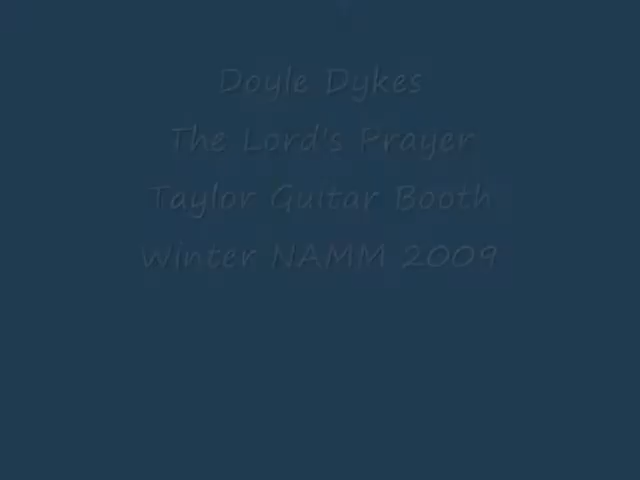 Doyle Dykes
The Lord's Prayer
Taylor Guitar Booth
Winter NAMM 2009